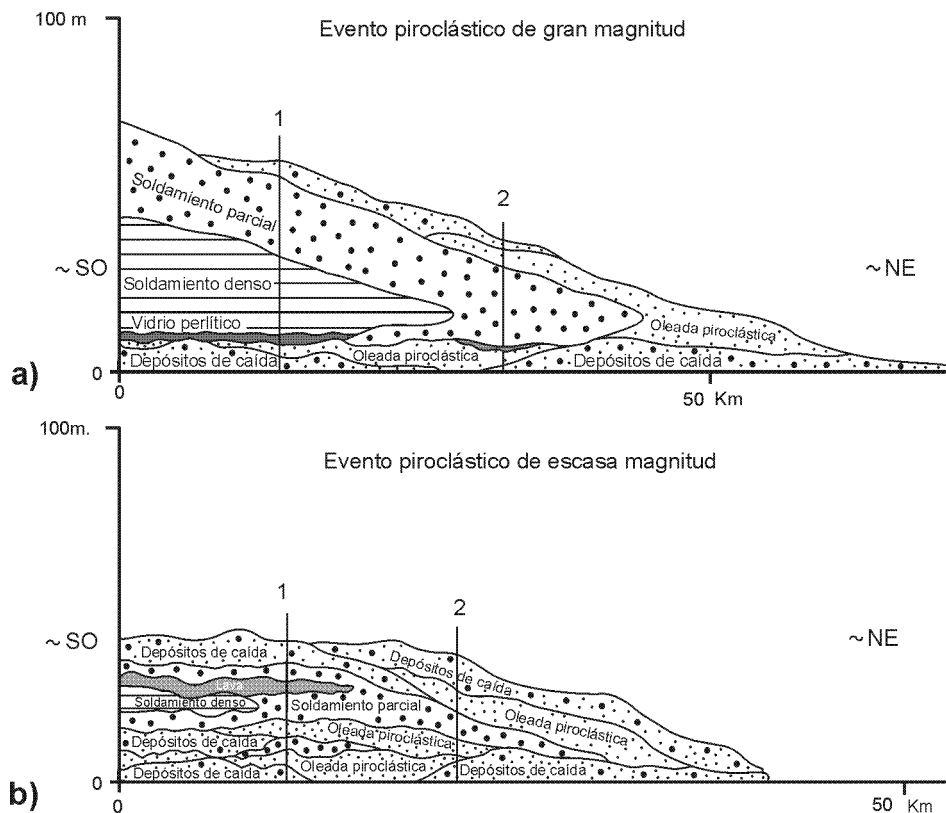 100 m
Evento piroclástico de gran magnitud
1
2
Soldamiento parcial
~ SO
~ NE
Soldamiento denso
Vidrio perlítico
Oleada piroclástica
Oleada piroclástica
Depósitos de caída
Depósitos de caída
a)
0
0
50 Km
100m.
Evento piroclástico de escasa magnitud
1
2
~ SO
~ NE
Depósitos de caída
Depósitos de caída
Soldamiento denso
Soldamiento parcial
Oleada piroclástica
Oleada piroclástica
Depósitos de caída
Depósitos de caída
Oleada piroclástica
Depósitos de caída
b)
0
0
50 Km